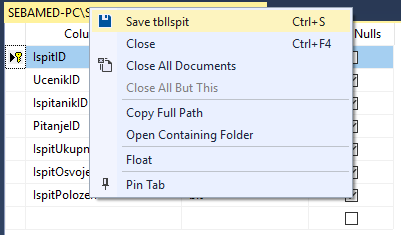 SEBAMED-PC\S
Colu
Nulls
Save tblIspit Ctrl+S
Close Ctrl+F4
Close All Documents
Close All But This
Copy Full Path
Open Containing Folder
Float
Pin Tab
IspitID
UcenikID
IspitanikID
PitanjeID
IspitUkupn
IspitOsvoje
IspitPolozen